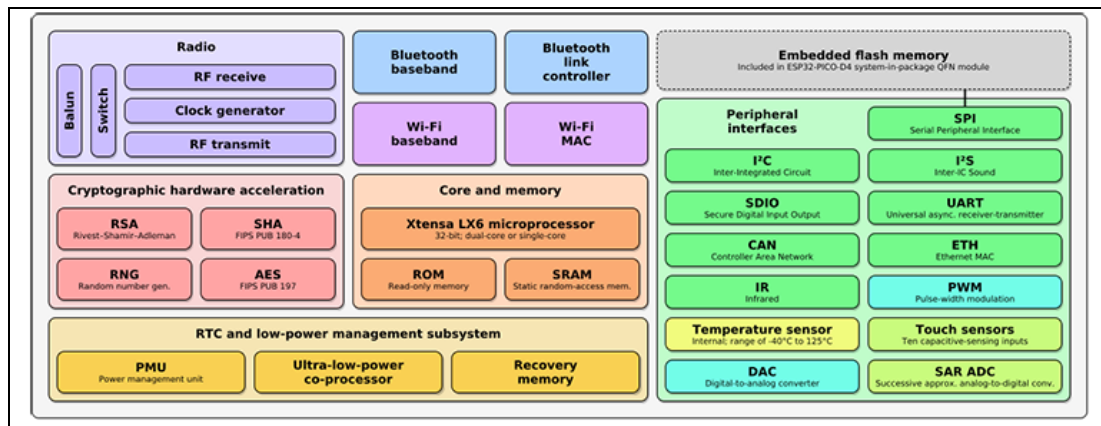 Radio
Balun
Switch
RF receive
Clock generator
RF transmit
Bluetooth
baseband
Bluetooth
link
controller
Wi-Fi
baseband
Wi-Fi
MAC
Embedded flash memory
Included in ESP32-PICO-D4 system-in-package QFN module
Peripheral
interfaces
SPI
Serial Peripheral Interface
I²C
Inter-Integrated Circuit
I²S
Inter-IC Sound
SDIO
Secure Digital Input Output
UART
Universal async. receiver-transmitter
CAN
Controller Area Network
ETH
Ethernet MAC
IR
Infrared
PWM
Pulse-width modulation
Temperature sensor
Internal; range of -40°C to 125°C
Touch sensors
Ten capacitive-sensing inputs
DAC
Digital-to-analog converter
SAR ADC
Successive approx. analog-to-digital conv.
Cryptographic hardware acceleration
RSA
Rivest-Shamir-Adleman
SHA
FIPS PUB 180-4
RNG
Random number gen.
AES
FIPS PUB 197
Core and memory
Xtensa LX6 microprocessor
32-bit; dual-core or single-core
ROM
Read-only memory
SRAM
Static random-access mem.
RTC and low-power management subsystem
PMU
Power management unit
Ultra-low-power
co-processor
Recovery
memory